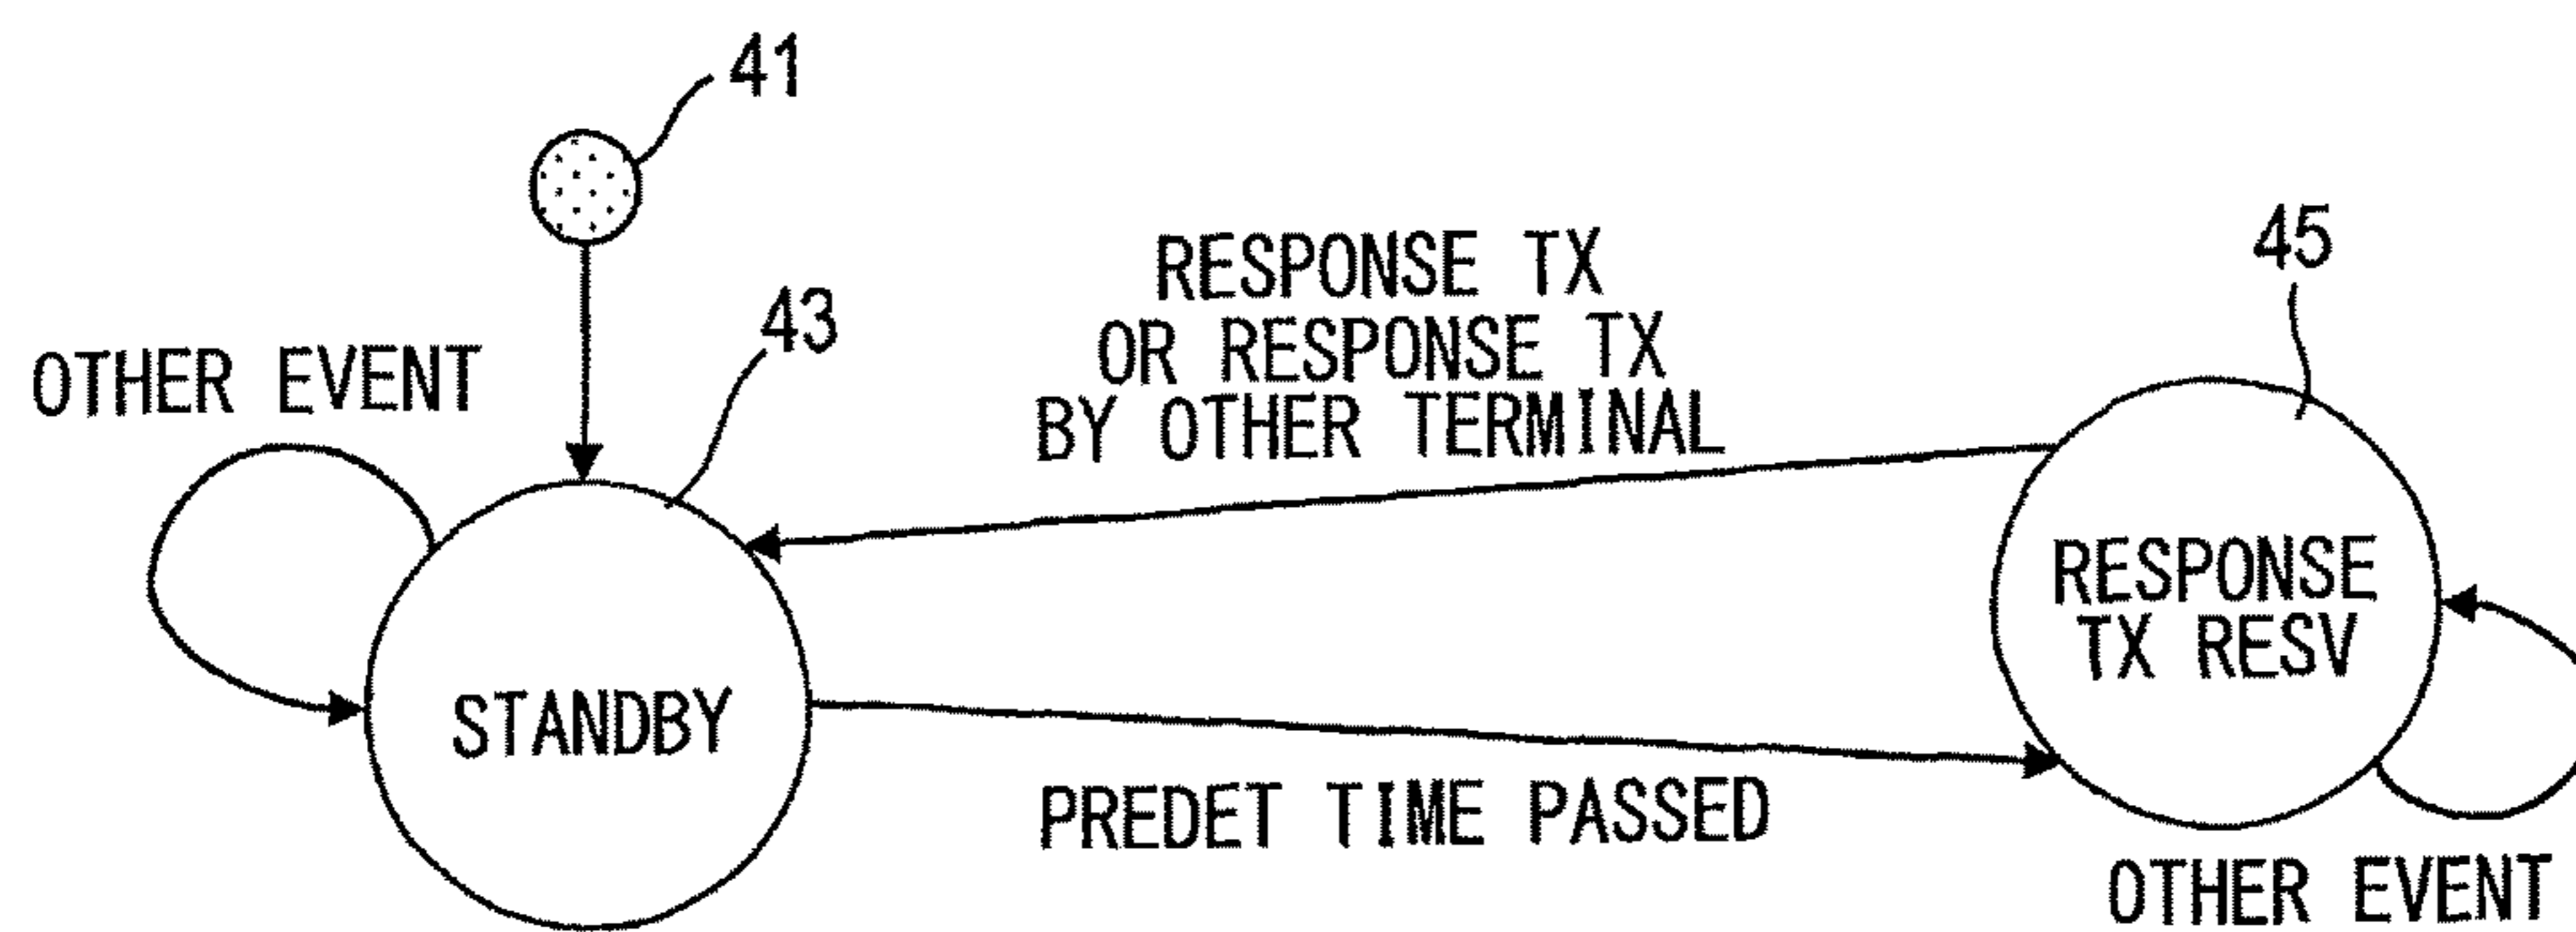 41
43
45
OTHER EVENT
RESPONSE TX
OR RESPONSE TX
BY OTHER TERMINAL
STANDBY
RESPONSE
TX RESV
PREDET TIME PASSED
OTHER EVENT